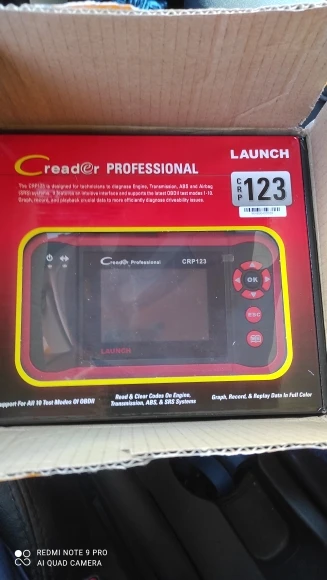 Creader PROFESSIONAL
LAUNCH
CRP 123
The CRP123 is designed for technicians to diagnose Engine, Transmission, ABS and Airbag
Graph, record, and playback crucial data to more efficiently diagnose driveability issues.
Creader Professional CRP123
OK
ESC
LAUNCH
Support For All 10 Test Modes Of OBDII
Read & Clear Codes On Engine,
Transmission, ABS, & SRS Systems
Graph, Record, & Replay Data In Full Color
REDMI NOTE 9 PRO
AI QUAD CAMERA